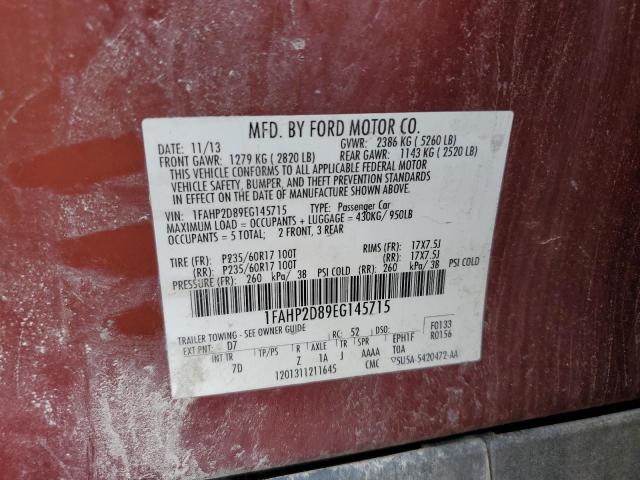 MFD. BY FORD MOTOR CO.
DATE: 11/13 GVWR: 2386 KG (5260 LB)
FRONT GAWR: 1279 KG (2820 LB) REAR GAWR: 1143 KG (2520 LB)
THIS VEHICLE CONFORMS TO ALL APPLICABLE FEDERAL MOTOR
VEHICLE SAFETY, BUMPER, AND THEFT PREVENTION STANDARDS
IN EFFECT ON THE DATE OF MANUFACTURE SHOWN ABOVE.
VIN: 1FAHP2D89EG145715 TYPE: Passenger Car
MAXIMUM LOAD = OCCUPANTS + LUGGAGE = 430KG/ 950LB
OCCUPANTS = 5 TOTAL; 2 FRONT, 3 REAR
TIRE (FR): P235/60R17 100T RIMS (FR): 17X7.5J
(RR): P235/60R17 100T (RR): 17X7.5J
PRESSURE (FR): 260 kPa/ 38 PSI COLD (RR): 260 kPa/ 38 PSI COLD
1FAHP2D89EG145715
TRAILER TOWING - SEE OWNER GUIDE F0133
EXT PNT: D7 RC: 52 DSO: R0156
INT TR TP/PS R AXLE TR SPR EPH1F
7D Z 1A J AAAA T0A
1201311211645 CMC 5U5A-5420472-AA